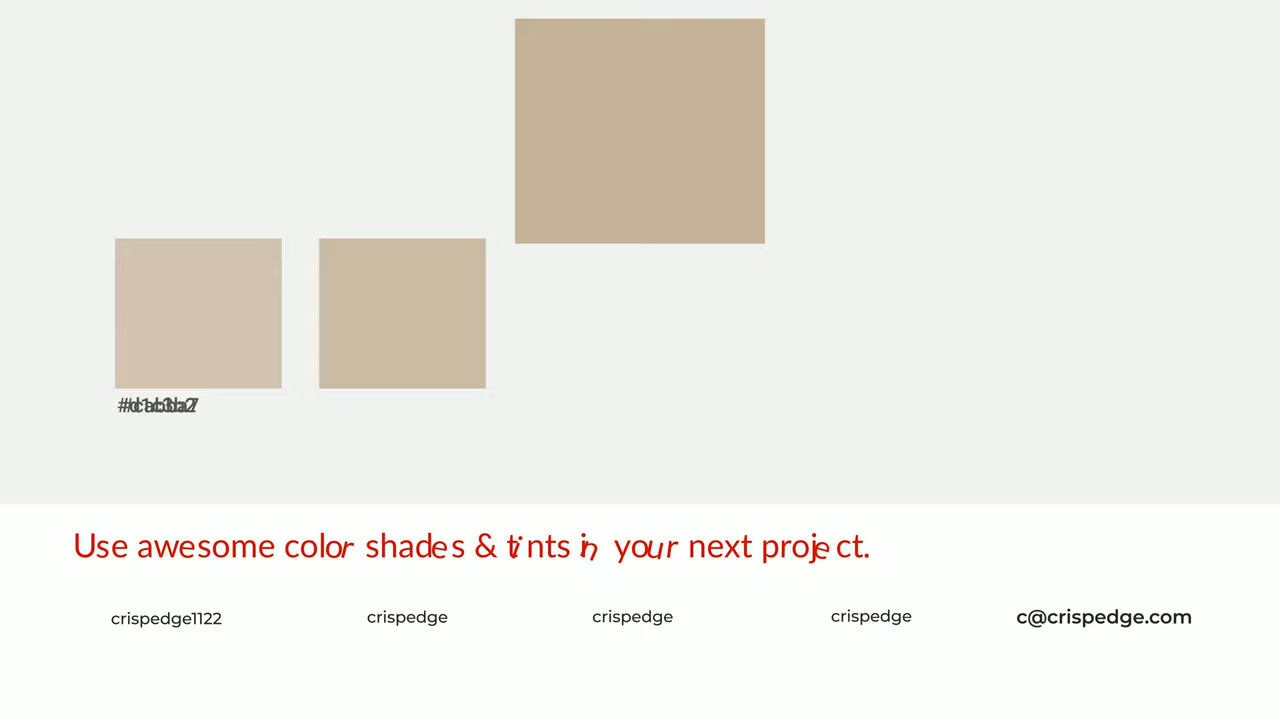 Use awesome color shades & tints in your next project.
crispedge1122 crispedge crispedge crispedge c@crispedge.com